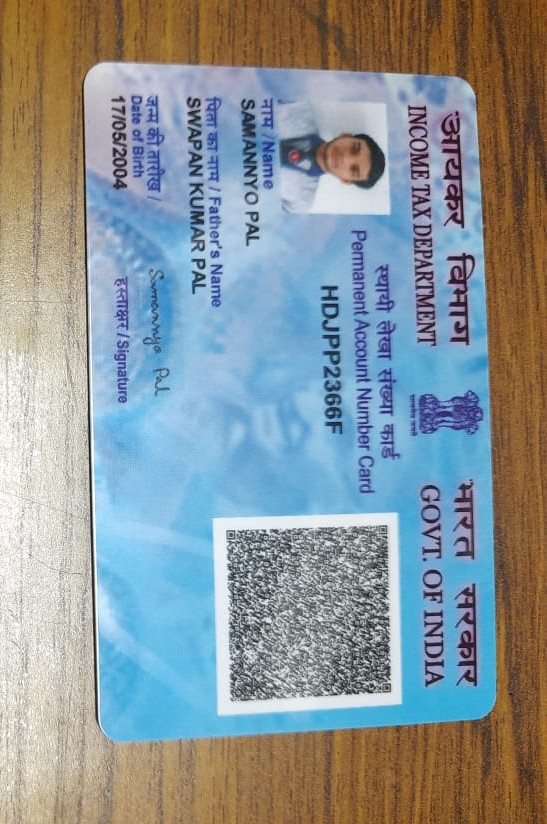 आयकर विभाग
INCOME TAX DEPARTMENT
सत्यमेव जयते
भारत सरकार
GOVT. OF INDIA
स्थायी लेखा संख्या कार्ड
Permanent Account Number Card
HDJPP2366F
नाम /Name
SAMANNYO PAL
पिता का नाम / Father's Name
SWAPAN KUMAR PAL
जन्म की तारीख /
Date of Birth
17/05/2004
Samannyo Pal
हस्ताक्षर / Signature